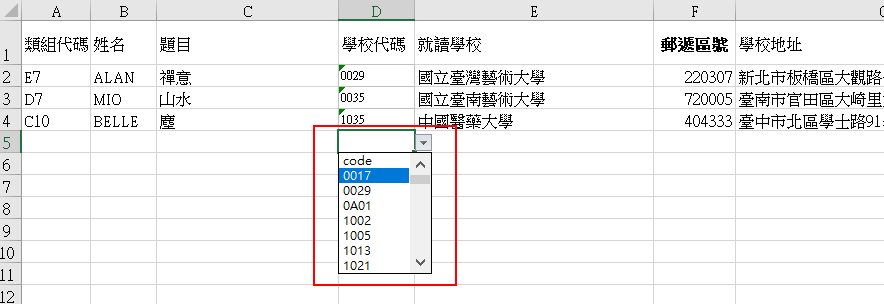 A B C D E F
1 類組代碼 姓名 題目 學校代碼 就讀學校 郵遞區號 學校地址
2 E7 ALAN 禪意 0029 國立臺灣藝術大學 220307 新北市板橋區大觀路
3 D7 MIO 山水 0035 國立臺南藝術大學 720005 臺南市官田區大崎里
4 C10 BELLE 塵 1035 中國醫藥大學 404333 臺中市北區學士路91
5
6 code
7 0017
0029
8 0A01
9 1002
1005
10 1013
11 1021
12